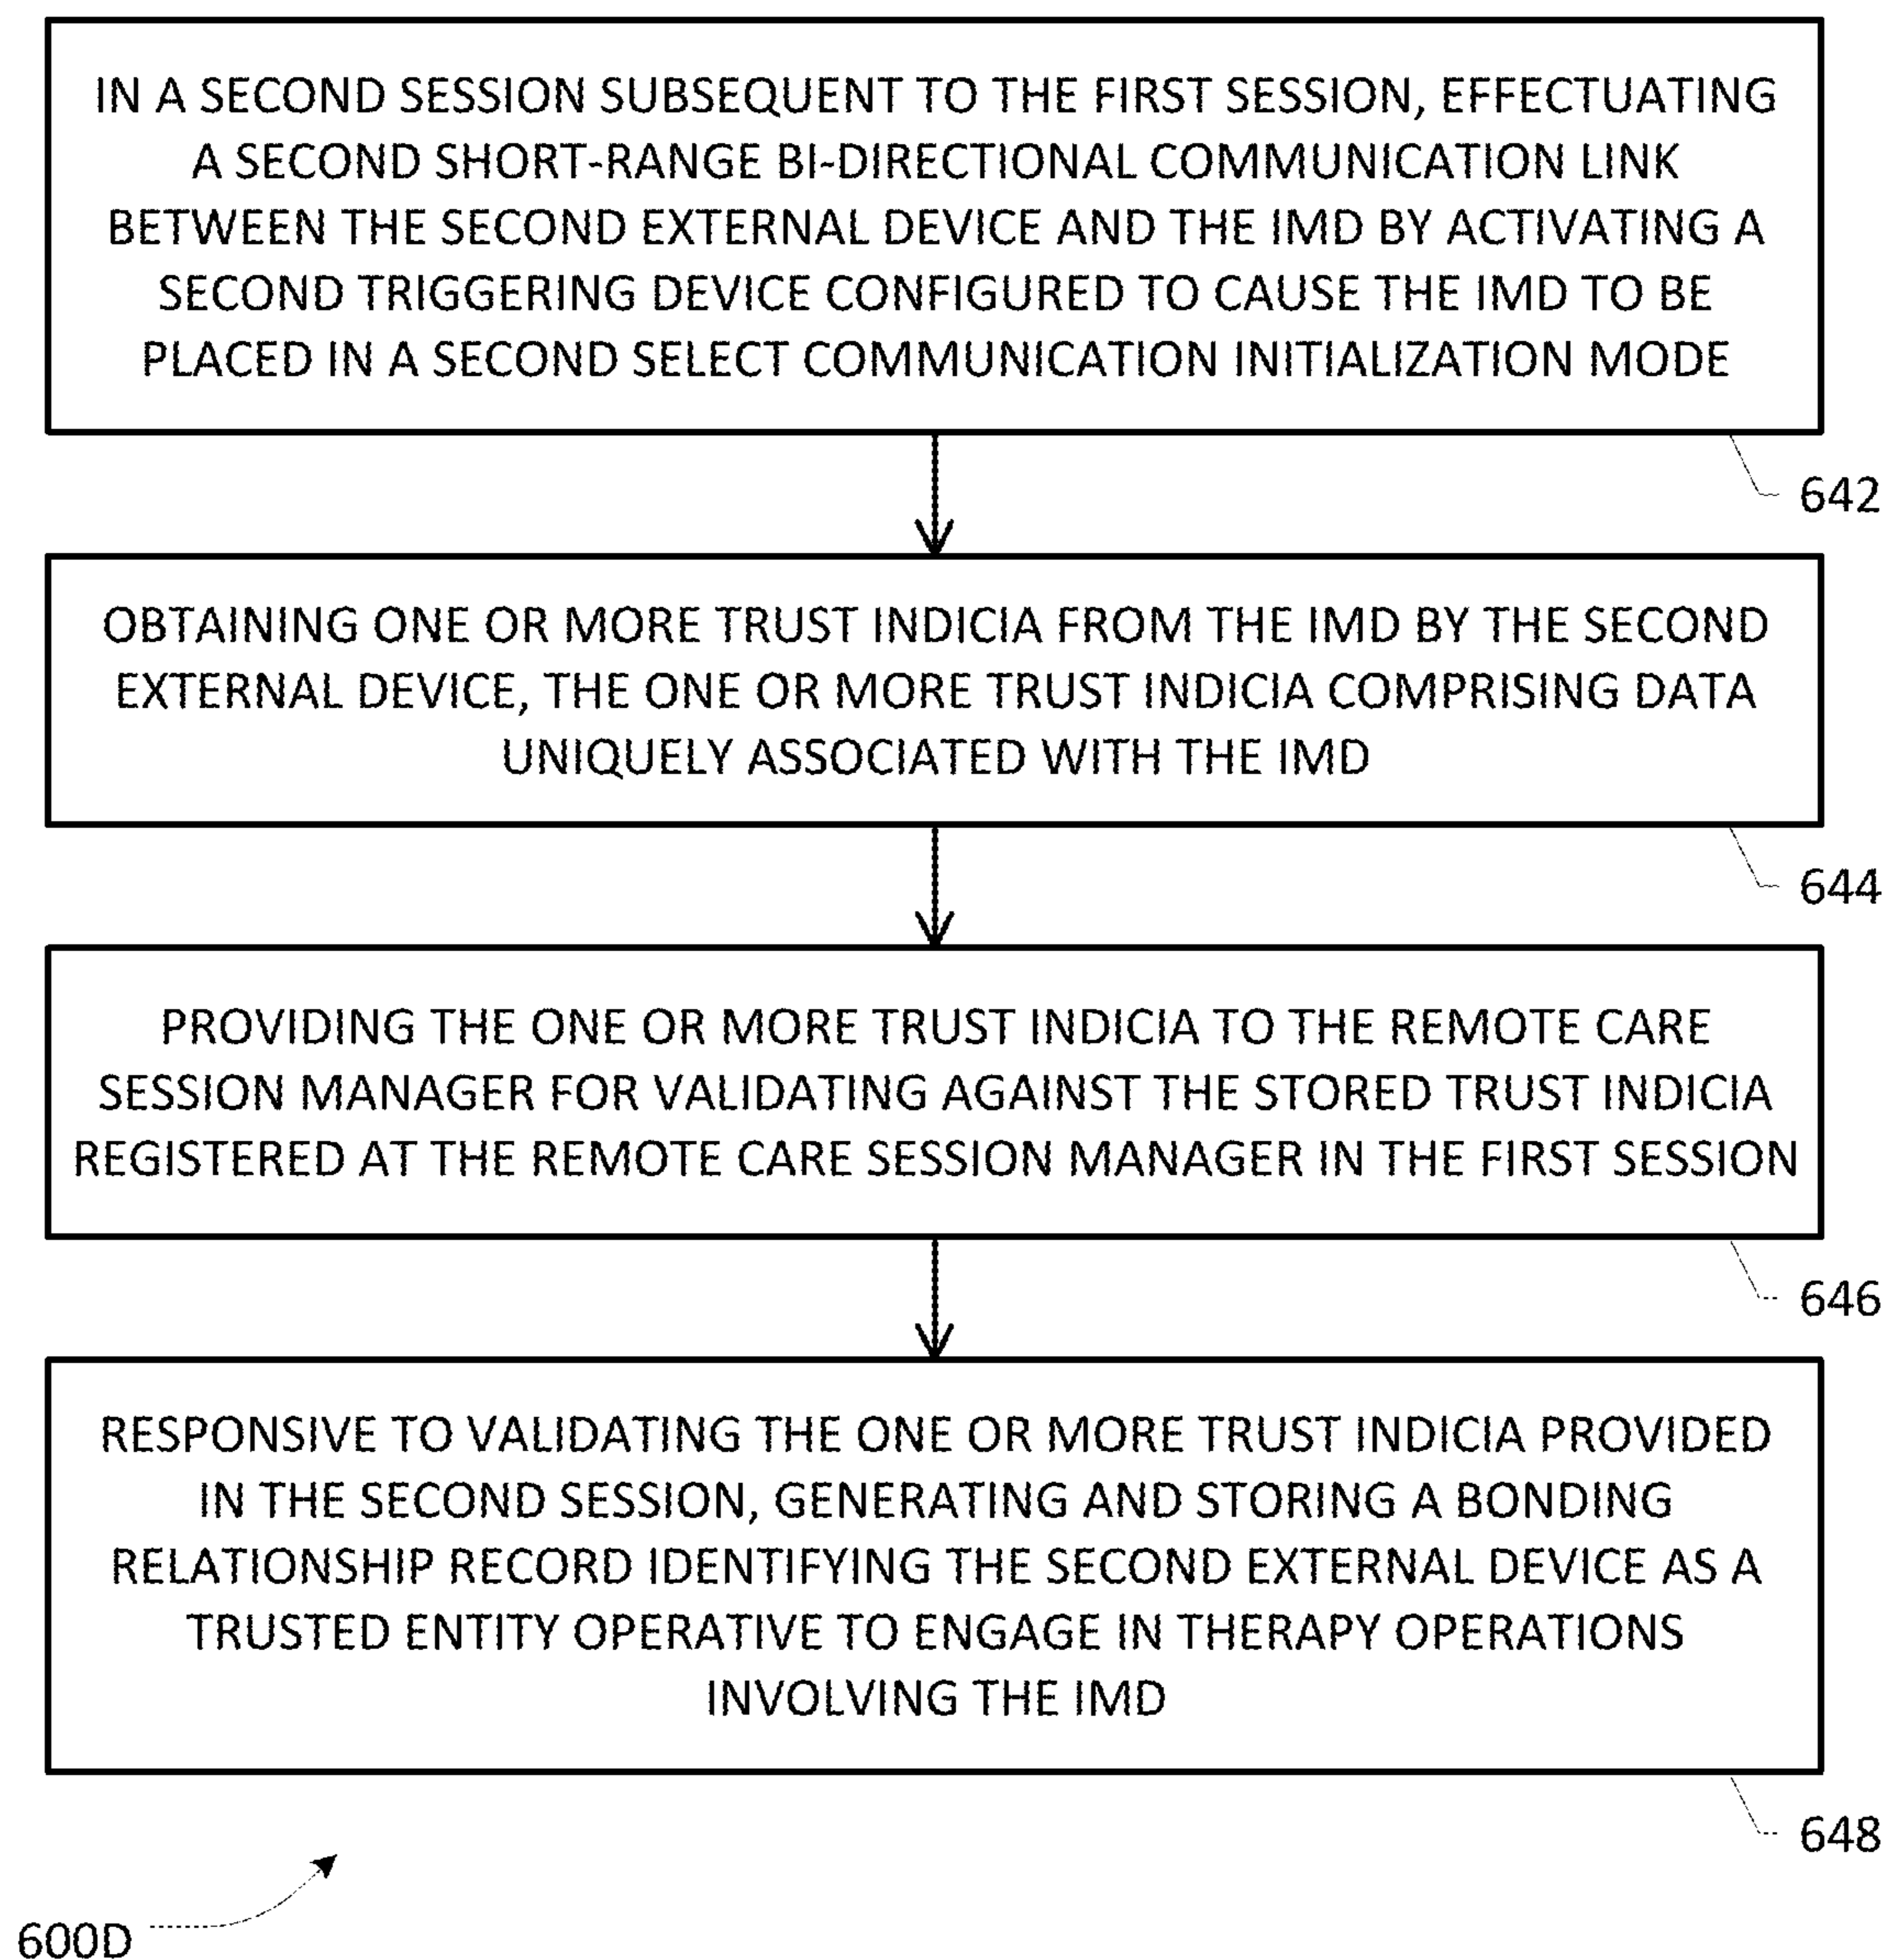 IN A SECOND SESSION SUBSEQUENT TO THE FIRST SESSION, EFFECTUATING
A SECOND SHORT-RANGE BI-DIRECTIONAL COMMUNICATION LINK
BETWEEN THE SECOND EXTERNAL DEVICE AND THE IMD BY ACTIVATING A
SECOND TRIGGERING DEVICE CONFIGURED TO CAUSE THE IMD TO BE
PLACED IN A SECOND SELECT COMMUNICATION INITIALIZATION MODE
642
OBTAINING ONE OR MORE TRUST INDICIA FROM THE IMD BY THE SECOND
EXTERNAL DEVICE, THE ONE OR MORE TRUST INDICIA COMPRISING DATA
UNIQUELY ASSOCIATED WITH THE IMD
644
PROVIDING THE ONE OR MORE TRUST INDICIA TO THE REMOTE CARE
SESSION MANAGER FOR VALIDATING AGAINST THE STORED TRUST INDICIA
REGISTERED AT THE REMOTE CARE SESSION MANAGER IN THE FIRST SESSION
646
RESPONSIVE TO VALIDATING THE ONE OR MORE TRUST INDICIA PROVIDED
IN THE SECOND SESSION, GENERATING AND STORING A BONDING
RELATIONSHIP RECORD IDENTIFYING THE SECOND EXTERNAL DEVICE AS A
TRUSTED ENTITY OPERATIVE TO ENGAGE IN THERAPY OPERATIONS
INVOLVING THE IMD
648
600D